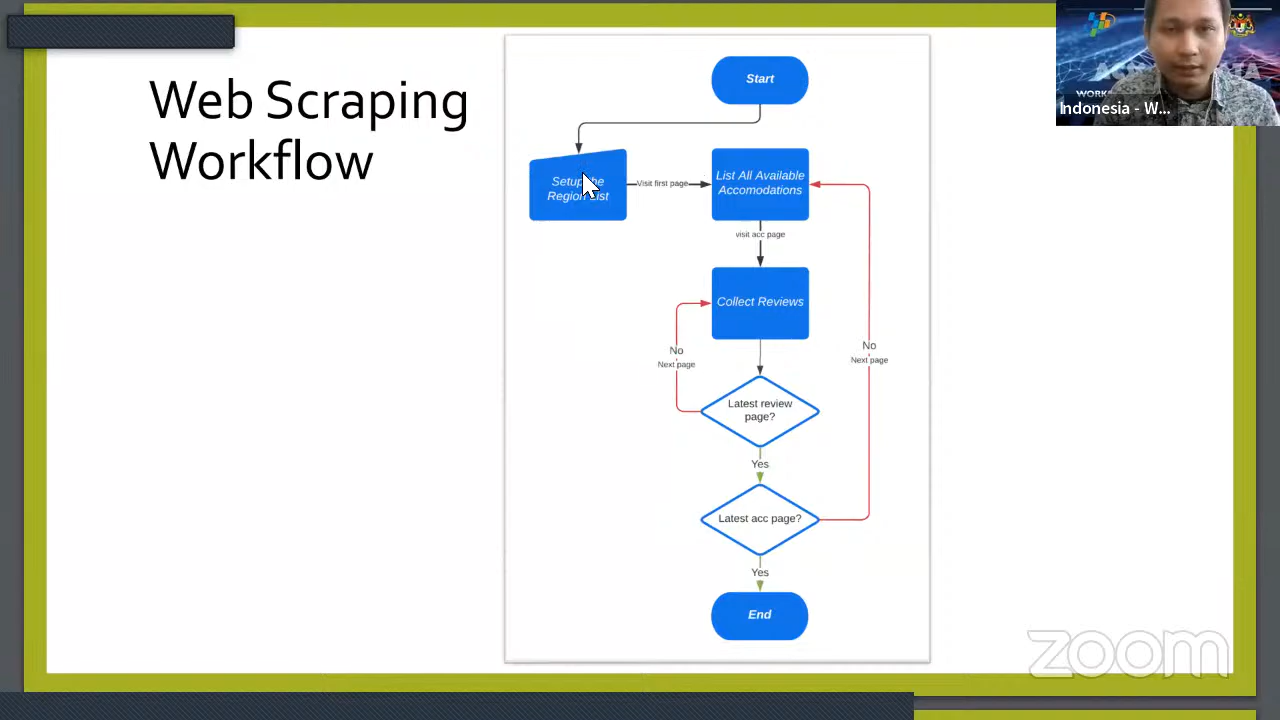 Web Scraping
Workflow
Start
Setup the
Region List
Visit first page
List All Available
Accomodations
visit acc page
Collect Reviews
No
Next page
No
Next page
Latest review
page?
Yes
Latest acc page?
Yes
End
Indonesia - W...
zoom